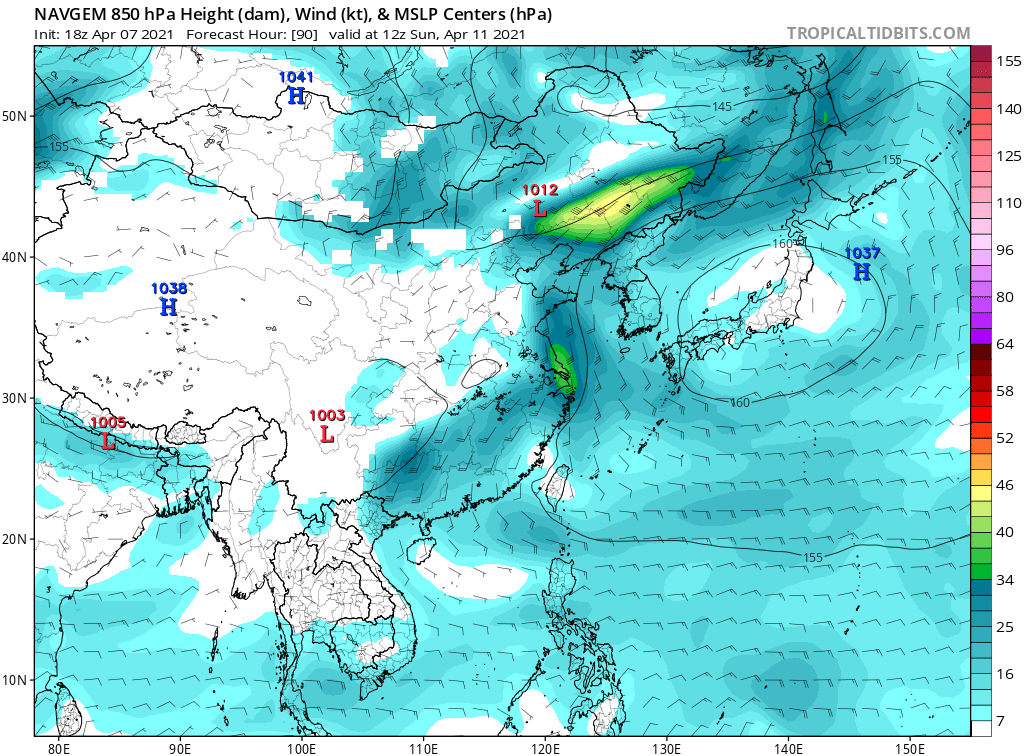 NAVGEM 850 hPa Height (dam), Wind (kt), & MSLP Centers (hPa)
Init: 18z Apr 07 2021 Forecast Hour: [90] valid at 12z Sun, Apr 11 2021
TROPICALTIDBITS.COM
1041
H
155
145
50N
155
155
1012
L
160
1037
H
40N
1038
H
160
30N
1005
L
1003
L
20N
155
10N
80E
90E
100E
110E
120E
130E
140E
150E
155
140
125
110
96
80
64
58
52
46
40
34
25
16
7